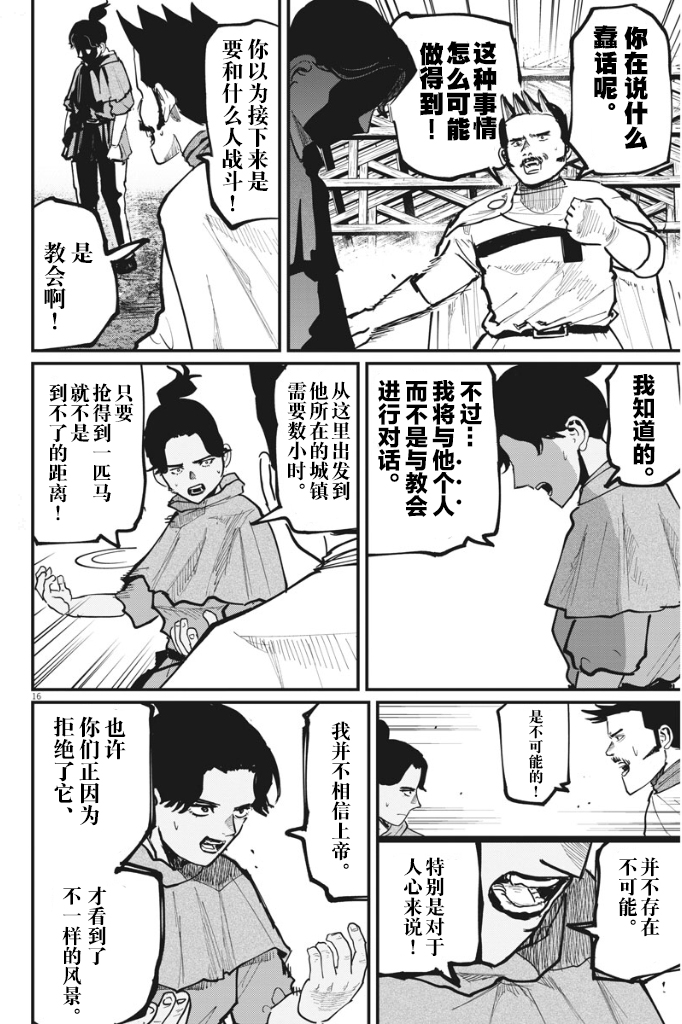 你在说什么
蠢话呢。
这种事情
怎么可能
做得到！
你以为接下来是
要和什么人战斗！
是
教会啊！
我知道的。
不过…
我将与他个人
而不是与教会
进行对话。
从这里出发到
他所在的城镇
需要数小时。
只要
抢得到一匹马
就不是
到不了的距离！
16
是不可能的！
并不存在
不可能。
特别是对于
人心来说！
我并不相信上帝。
也许
你们正因为
拒绝了它、
才看到了
不一样的风景。